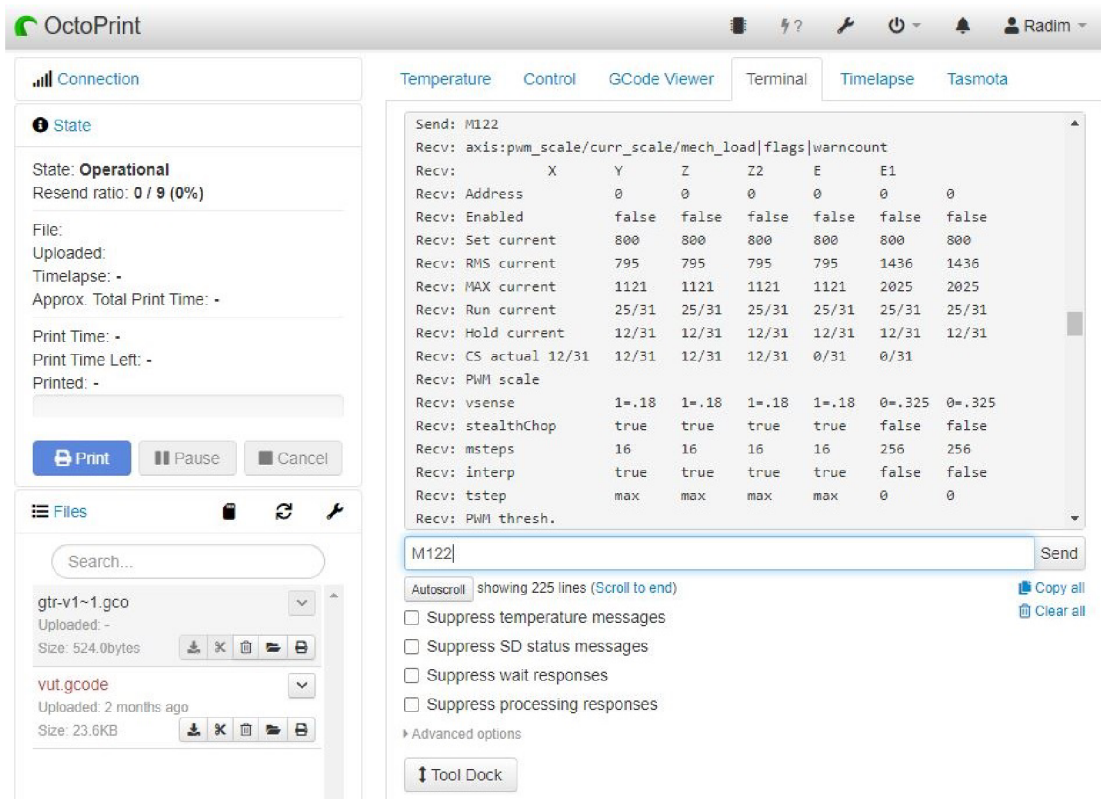 OctoPrint
?
Radim
Connection
State
State: Operational
Resend ratio: 0 / 9 (0%)
File:
Uploaded:
Timelapse: -
Approx. Total Print Time: -
Print Time: -
Print Time Left: -
Printed: -
Print Pause Cancel
Files
Search...
gtr-v1~1.gco
Uploaded: -
Size: 524.0bytes
vut.gcode
Uploaded: 2 months ago
Size: 23.6KB
Temperature Control GCode Viewer Terminal Timelapse Tasmota
Send: M122
Recv: axis:pwm_scale/curr_scale/mech_load|flags|warncount
Recv: X Y Z Z2 E E1
Recv: Address 0 0 0 0 0 0
Recv: Enabled false false false false false false
Recv: Set current 800 800 800 800 800 800
Recv: RMS current 795 795 795 795 1436 1436
Recv: MAX current 1121 1121 1121 1121 2025 2025
Recv: Run current 25/31 25/31 25/31 25/31 25/31 25/31
Recv: Hold current 12/31 12/31 12/31 12/31 12/31 12/31
Recv: CS actual 12/31 12/31 12/31 12/31 0/31 0/31
Recv: PWM scale
Recv: vsense 1=.18 1=.18 1=.18 1=.18 0=.325 0=.325
Recv: stealthChop true true true true false false
Recv: msteps 16 16 16 16 256 256
Recv: interp true true true true false false
Recv: tstep max max max max 0 0
Recv: PWM thresh.
M122 Send
Autoscroll showing 225 lines (Scroll to end) Copy all
Clear all
Suppress temperature messages
Suppress SD status messages
Suppress wait responses
Suppress processing responses
Advanced options
Tool Dock